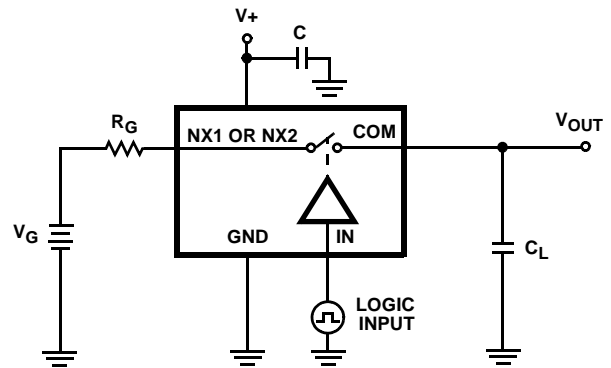 V+
C
RG
NX1 OR NX2
COM
VOUT
VG
GND
IN
CL
LOGIC
INPUT